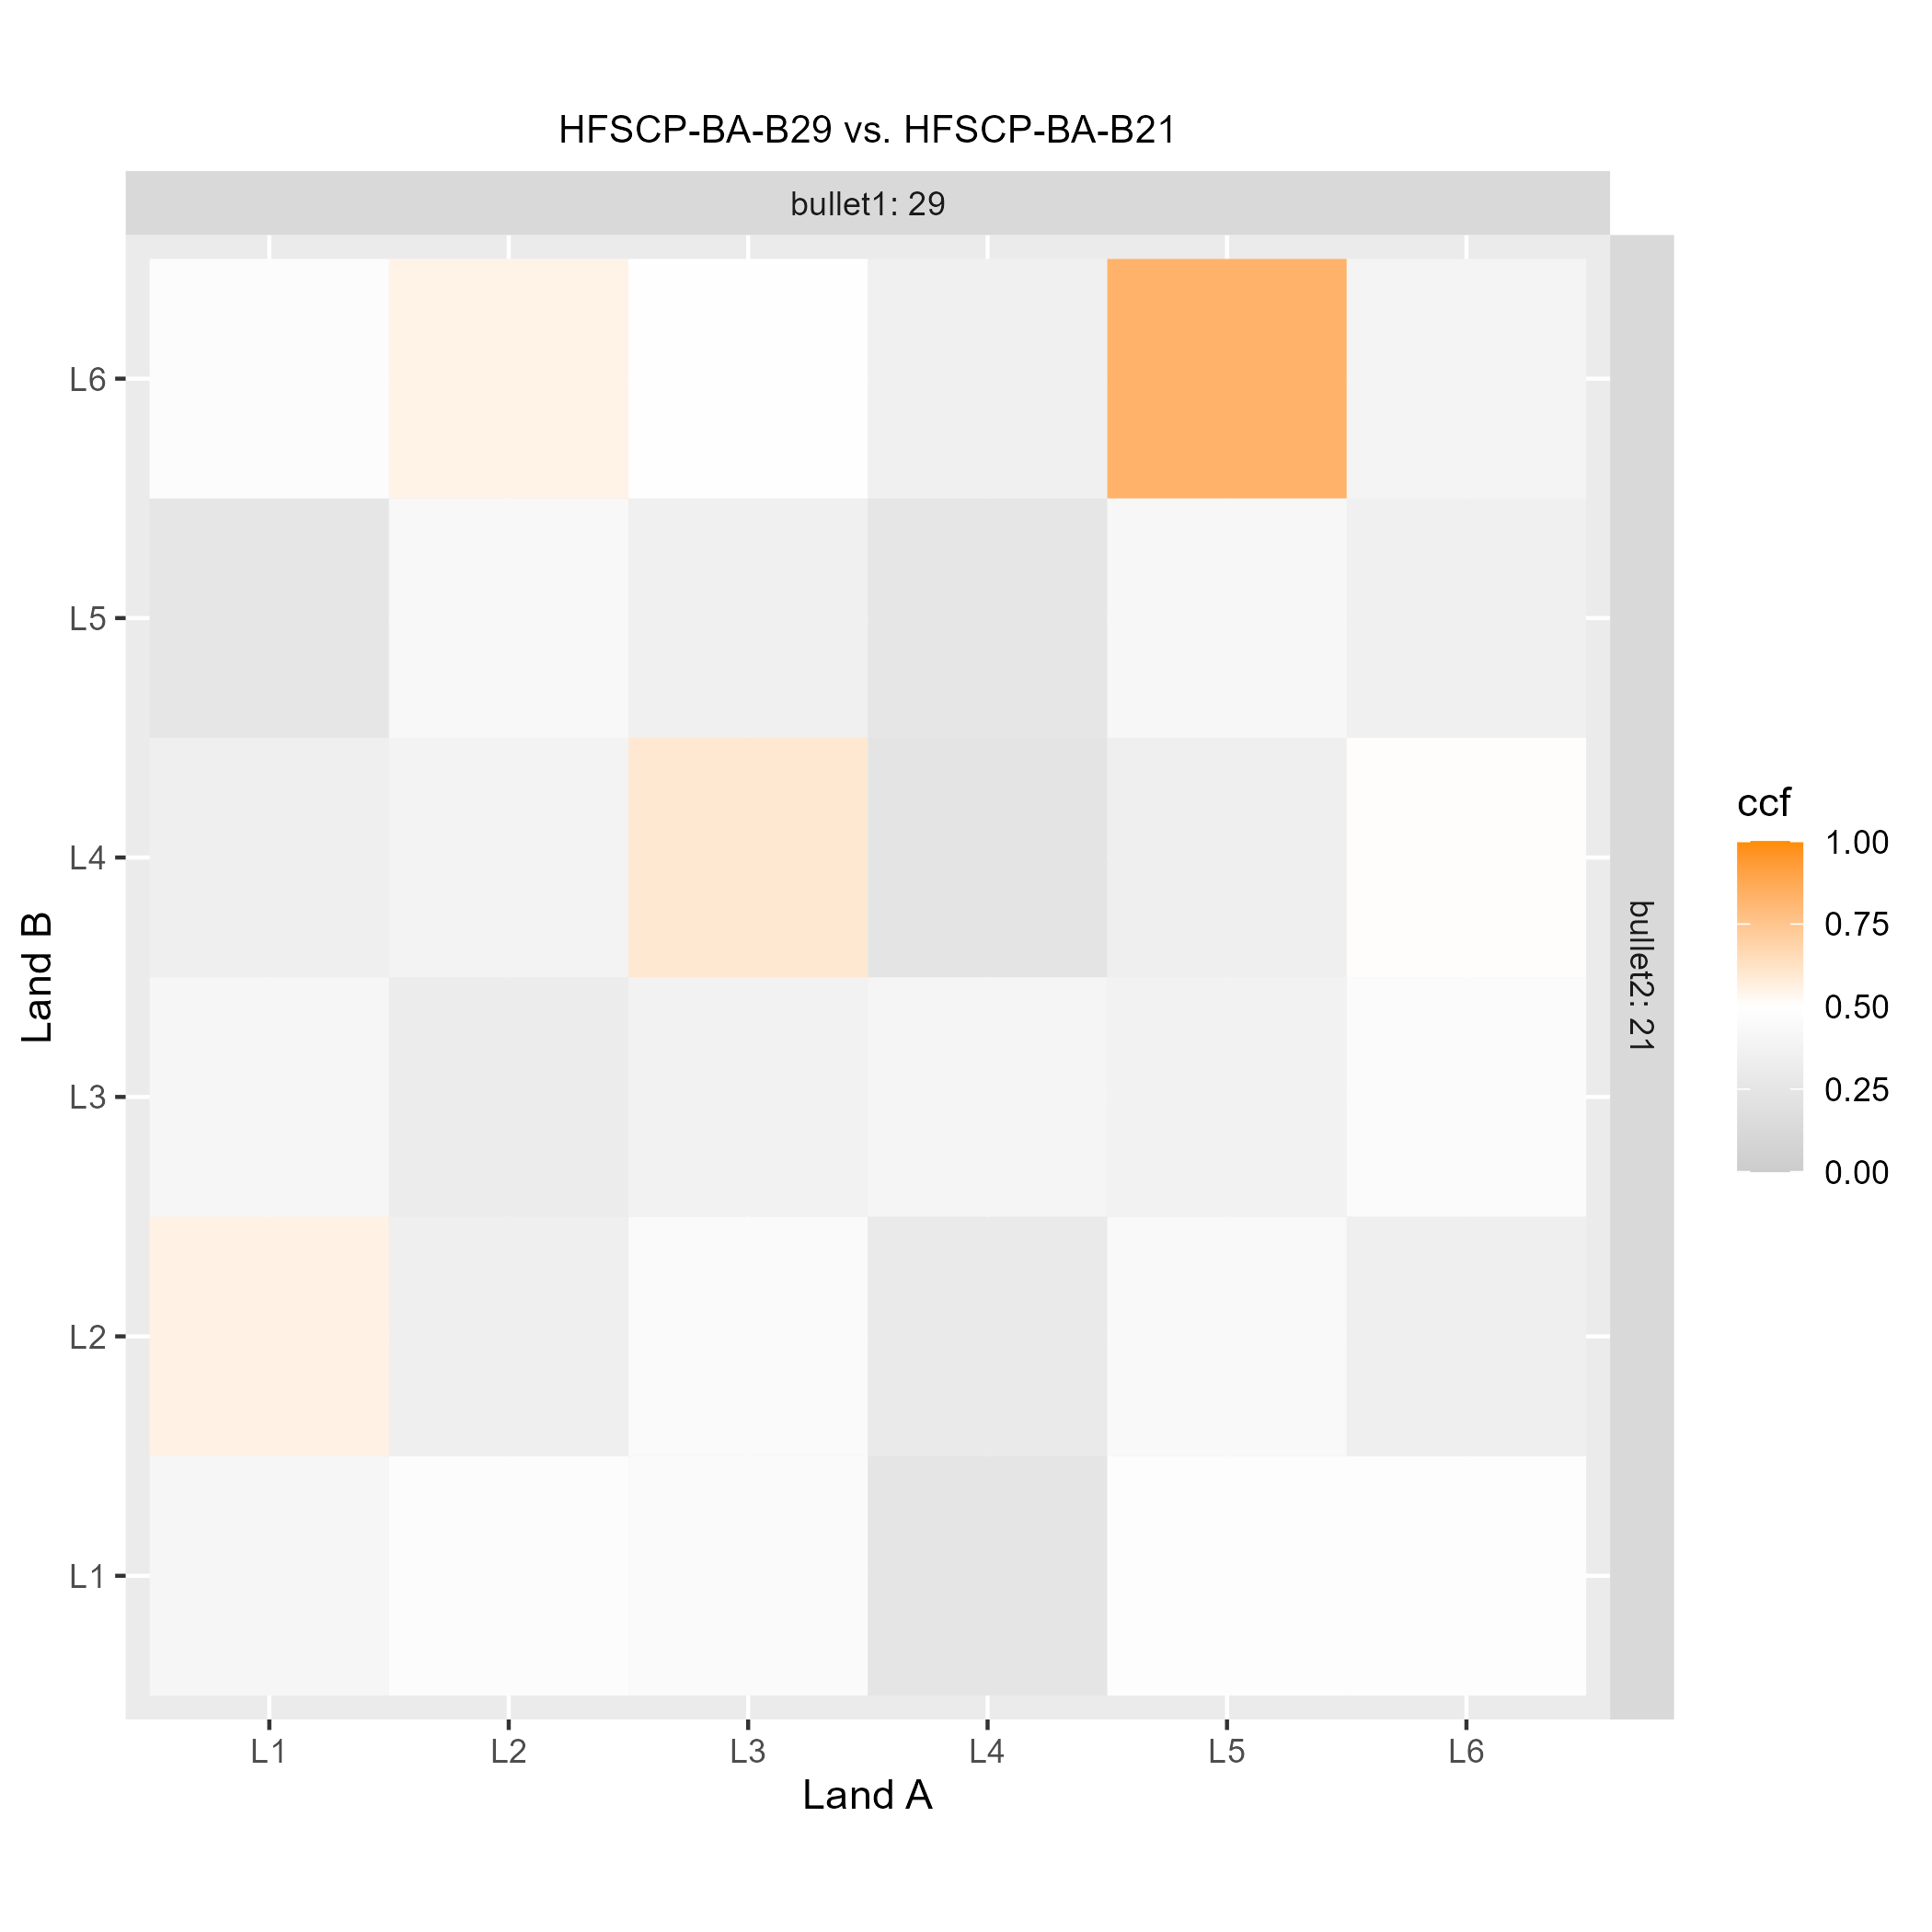 HFSCP-BA-B29 vs. HFSCP-BA-B21
bullet1: 29
bullet2: 21
Land B
L6
L5
L4
L3
L2
L1
L1 L2 L3 L4 L5 L6
Land A
ccf
1.00
0.75
0.50
0.25
0.00